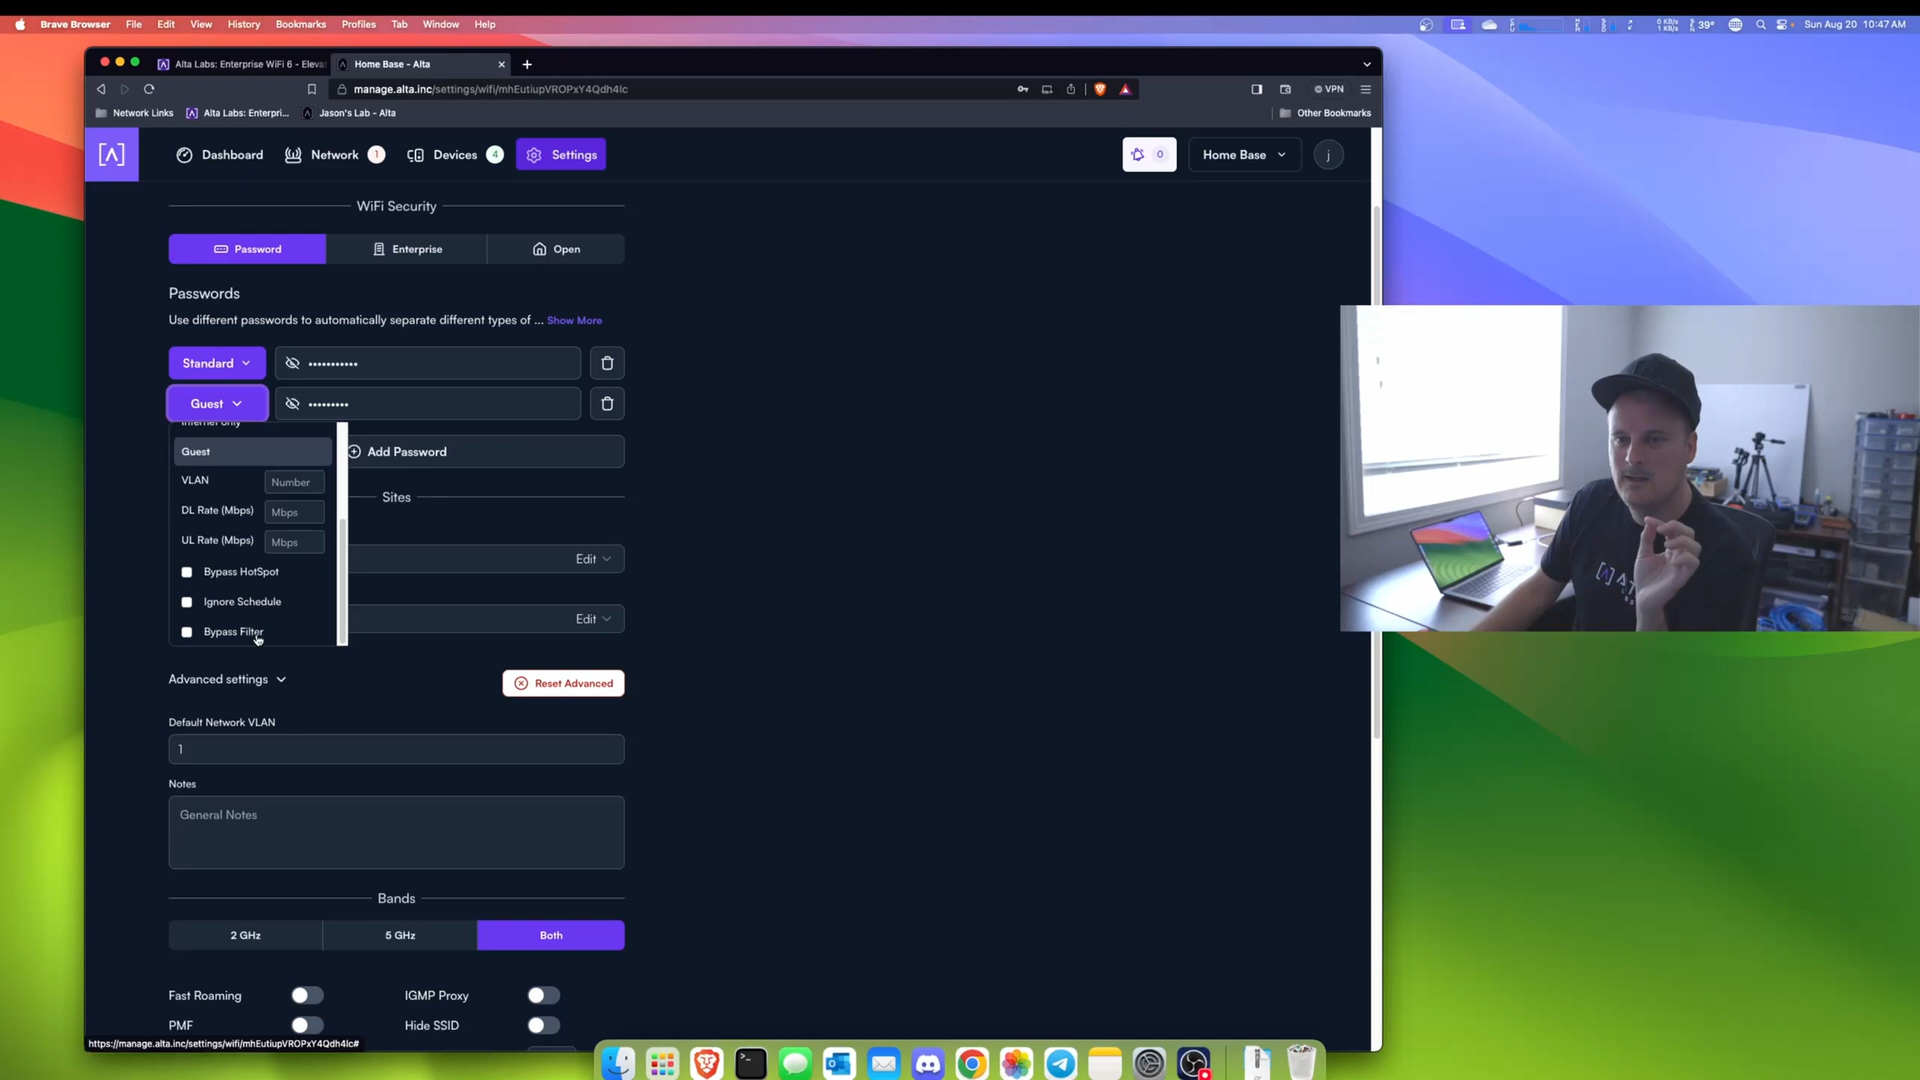 Brave Browser File Edit View History Bookmarks Profiles Tab Window Help
39° Sun Aug 20 10:47 AM
Alta Labs: Enterprise WiFi 6 - Eleva
Home Base - Alta
manage.alta.inc/settings/wifi/mhEutiupVROPxY4Qdh4lc
VPN
Network Links
Alta Labs: Enterpri...
Jason's Lab - Alta
Other Bookmarks
Dashboard
Network 1
Devices 4
Settings
0
Home Base
j
WiFi Security
Password
Enterprise
Open
Passwords
Use different passwords to automatically separate different types of ... Show More
Standard
Guest
Internet only
Guest
Add Password
VLAN Number
Sites
DL Rate (Mbps) Mbps
UL Rate (Mbps) Mbps
Edit
Bypass HotSpot
Ignore Schedule
Edit
Bypass Filter
Advanced settings
Reset Advanced
Default Network VLAN
1
Notes
General Notes
Bands
2 GHz
5 GHz
Both
Fast Roaming
IGMP Proxy
PMF
Hide SSID
https://manage.alta.inc/settings/wifi/mhEutiupVROPxY4Qdh4lc#